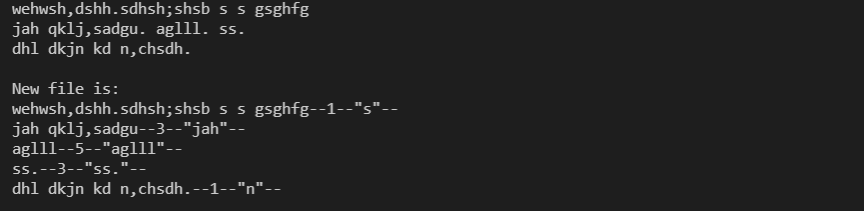 wehwsh,dshh.sdhsh;shsb s s gsghfg
jah qklj,sadgu. aglll. ss.
dhl dkjn kd n,chsdh.
New file is:
wehwsh,dshh.sdhsh;shsb s s gsghfg--1--"s"--
jah qklj,sadgu--3--"jah"--
aglll--5--"aglll"--
ss.--3--"ss."--
dhl dkjn kd n,chsdh.--1--"n"--